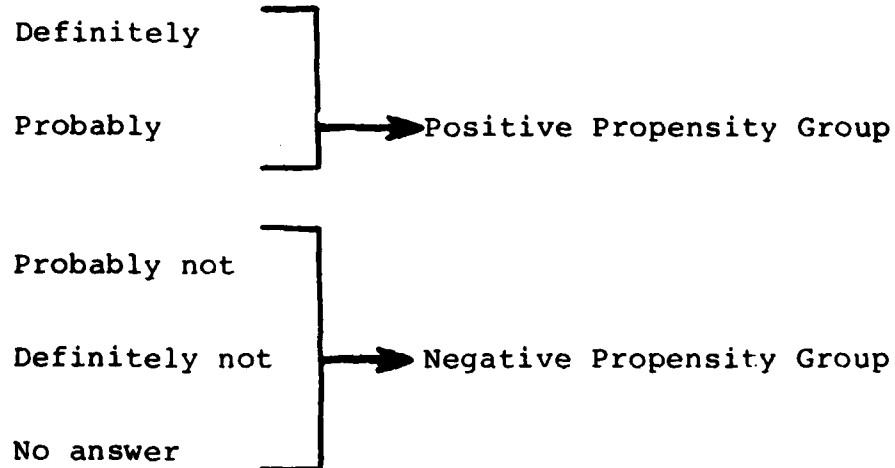 Definitely
Probably Positive Propensity Group
Probably not
Definitely not Negative Propensity Group
No answer